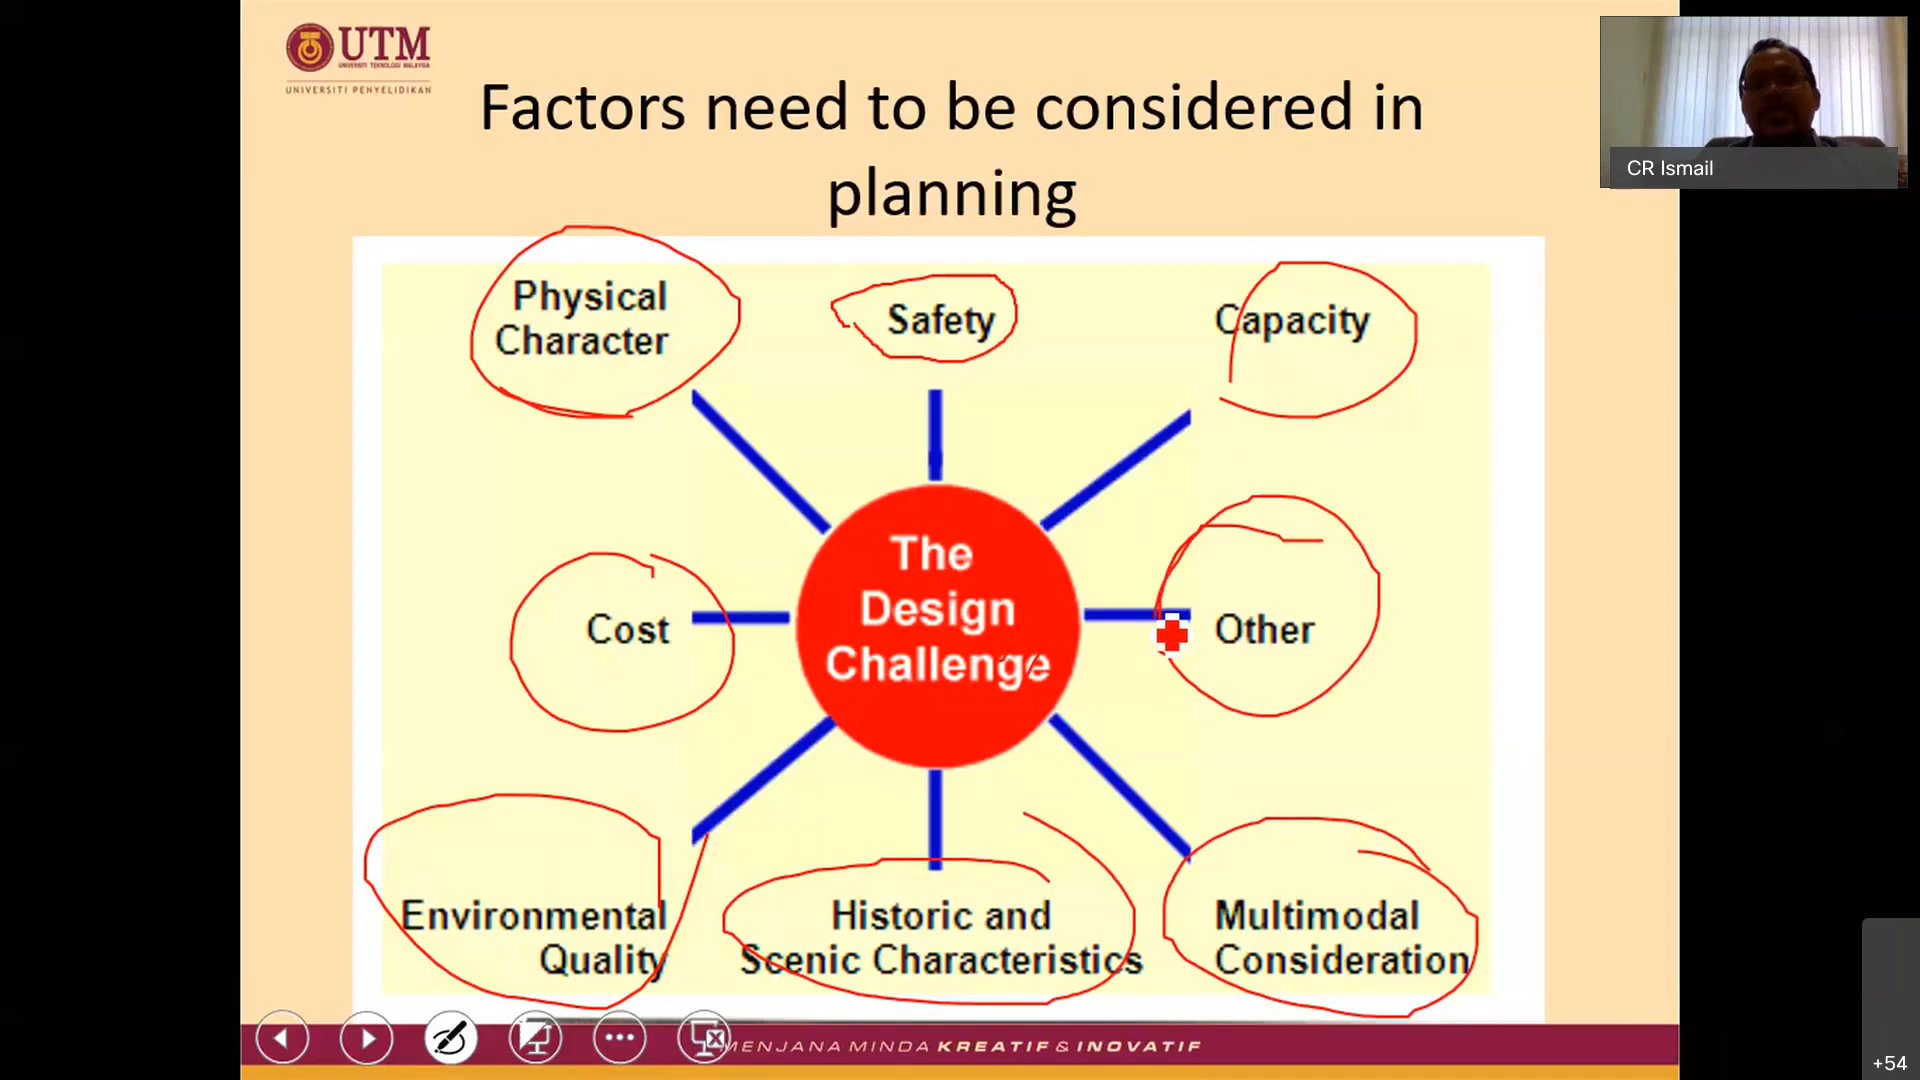 UTM
UNIVERSITI TEKNOLOGI MALAYSIA
UNIVERSITI PENYELIDIKAN
Factors need to be considered in
planning
CR Ismail
Physical
Character
Safety
Capacity
The
Design
Challenge
Cost
Other
Environmental
Quality
Historic and
Scenic Characteristics
Multimodal
Consideration
MENJANA MINDA KREATIF & INOVATIF
+54